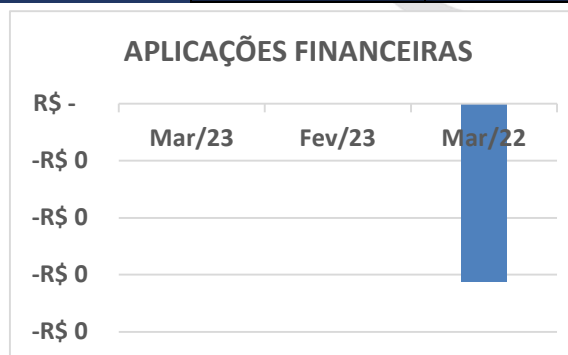 APLICAÇÕES FINANCEIRAS
R$ -
Mar/23 Fev/23 Mar/22
-R$ 0
-R$ 0
-R$ 0
-R$ 0